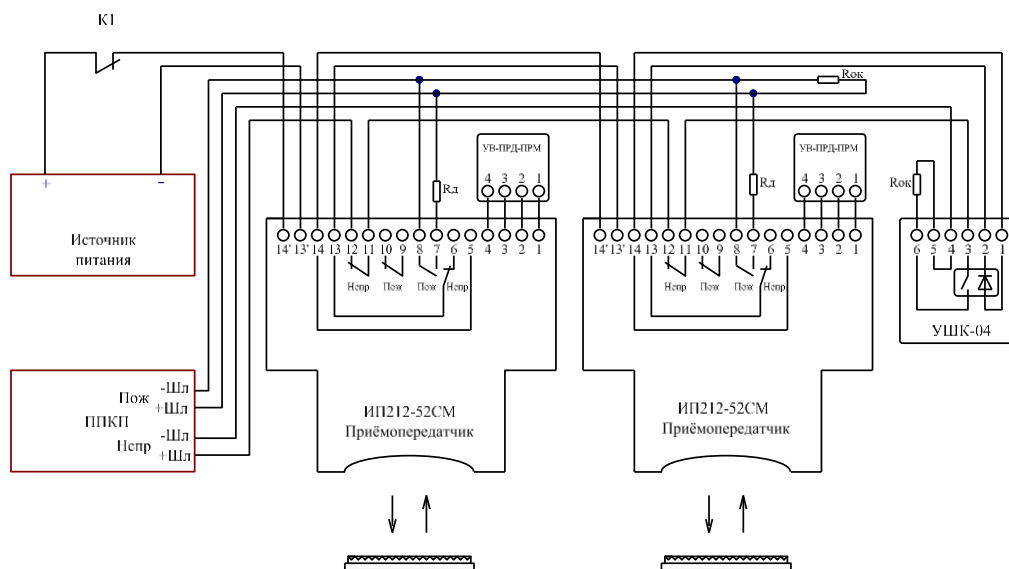 К1
Rок
УВ-ПРД-ПРМ
4 3 2 1
УВ-ПРД-ПРМ
4 3 2 1
Rд
Rд
Rок
+ -
Источник
питания
14' 13' 14 13 12 11 10 9 8 7 6 5 4 3 2 1
Непр Пож Пож Непр
14' 13' 14 13 12 11 10 9 8 7 6 5 4 3 2 1
Непр Пож Пож Непр
6 5 4 3 2 1
УШК-04
ППКП
Пож
-Шл
+Шл
Непр
-Шл
+Шл
ИП212-52СМ
Приёмопередатчик
ИП212-52СМ
Приёмопередатчик